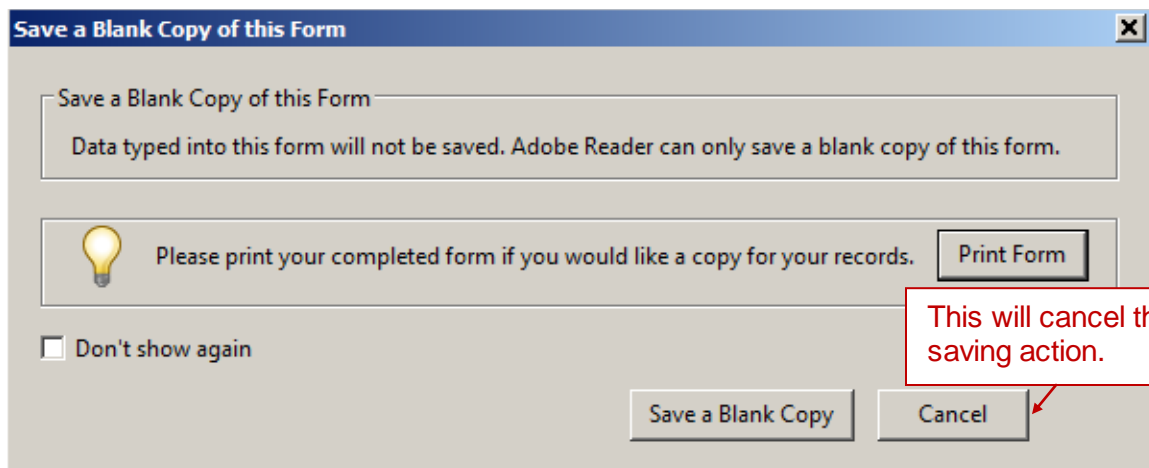 Save a Blank Copy of this Form
Save a Blank Copy of this Form
Data typed into this form will not be saved. Adobe Reader can only save a blank copy of this form.
Please print your completed form if you would like a copy for your records.
Print Form
This will cancel
saving action.
Don't show again
Save a Blank Copy
Cancel